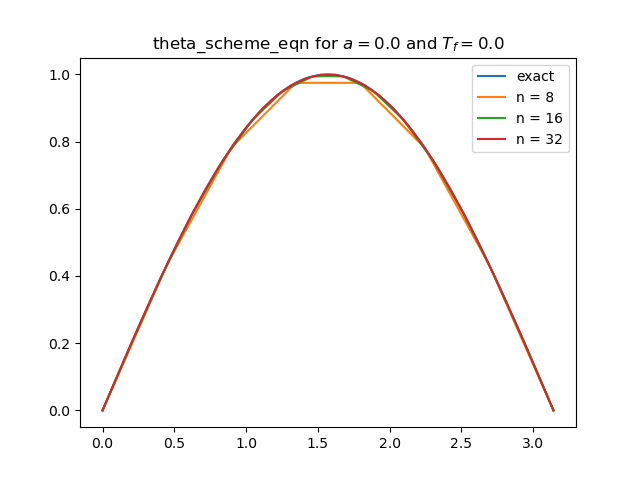 theta_scheme_eqn for a = 0.0 and T_f = 0.0
1.0
0.8
0.6
0.4
0.2
0.0
exact
n = 8
n = 16
n = 32
0.0 0.5 1.0 1.5 2.0 2.5 3.0